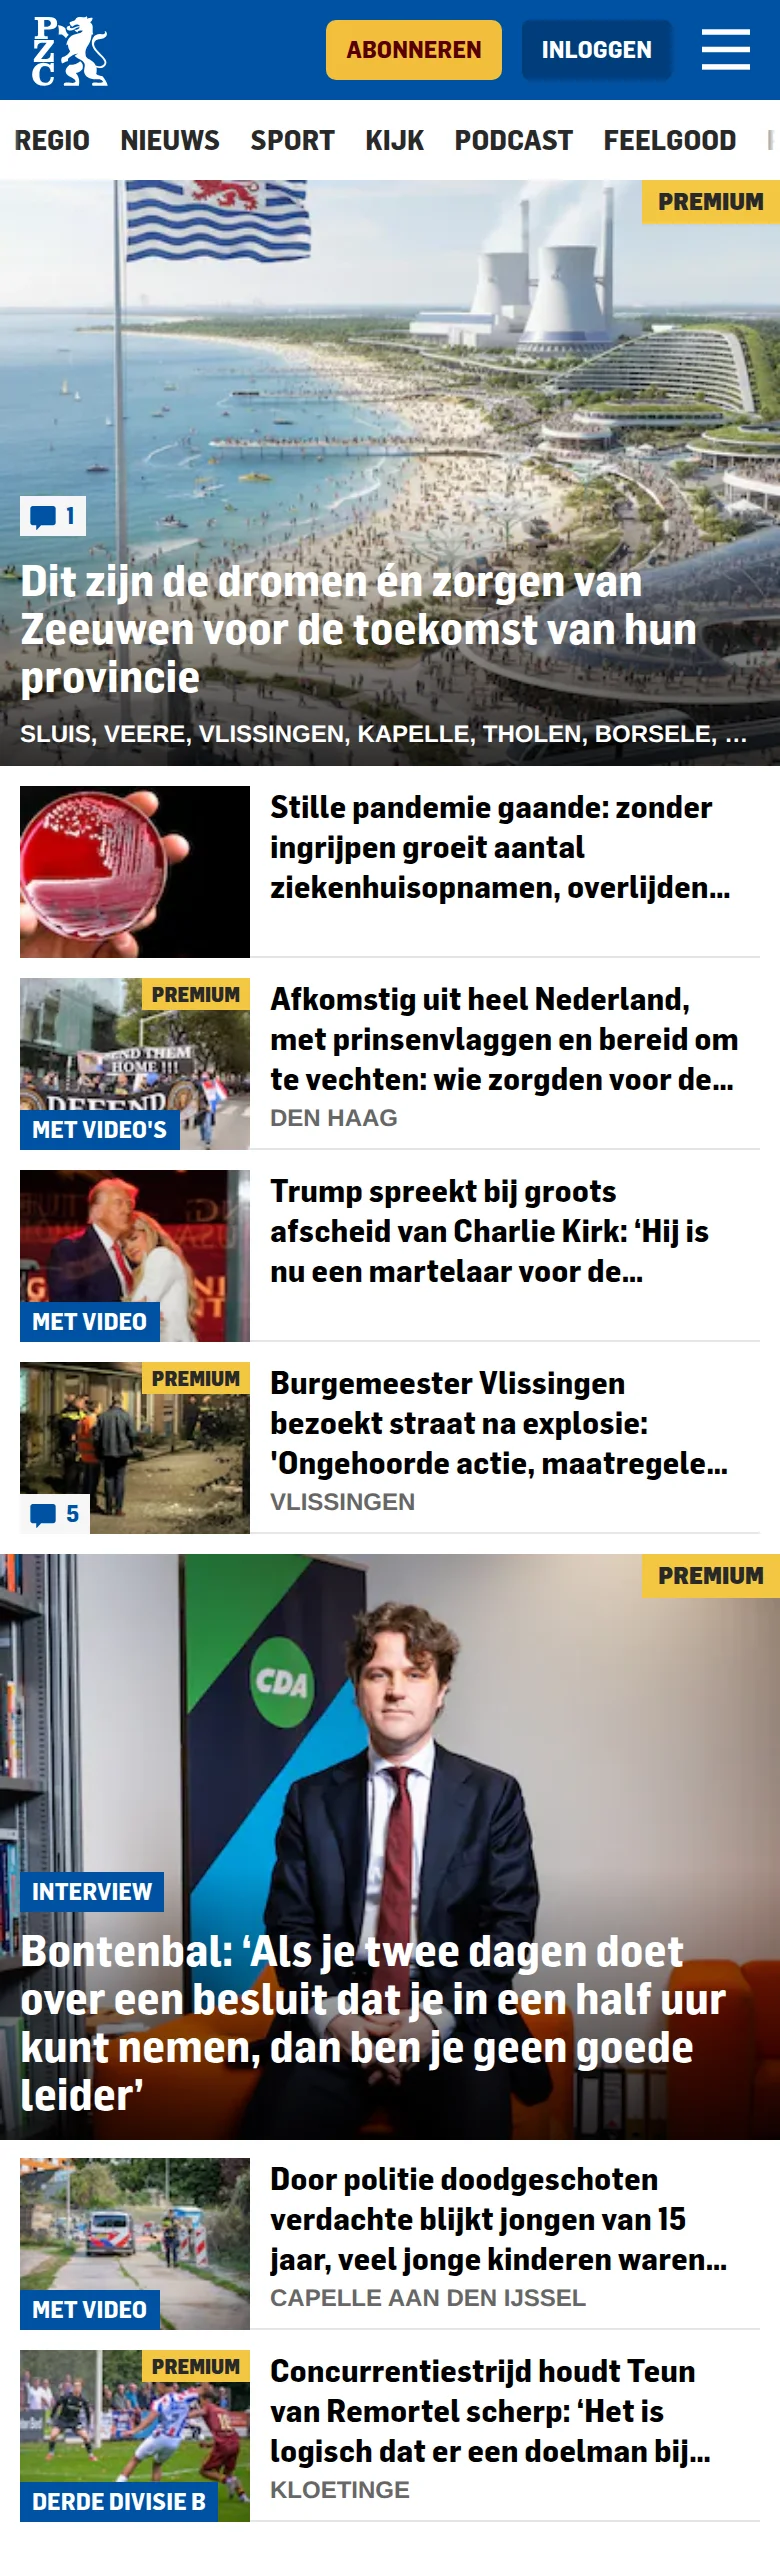 PZC
ABONNEREN
INLOGGEN
REGIO NIEUWS SPORT KIJK PODCAST FEELGOOD
PREMIUM
1
Dit zijn de dromen én zorgen van
Zeeuwen voor de toekomst van hun
provincie
SLUIS, VEERE, VLISSINGEN, KAPELLE, THOLEN, BORSELE, ...
Stille pandemie gaande: zonder
ingrijpen groeit aantal
ziekenhuisopnamen, overlijden...
PREMIUM
SEND THEM
HOME !!!
DEFEND
MET VIDEO'S
Afkomstig uit heel Nederland,
met prinsenvlaggen en bereid om
te vechten: wie zorgden voor de...
DEN HAAG
MET VIDEO
Trump spreekt bij groots
afscheid van Charlie Kirk: ‘Hij is
nu een martelaar voor de...
PREMIUM
5
Burgemeester Vlissingen
bezoekt straat na explosie:
'Ongehoorde actie, maatregele...
VLISSINGEN
PREMIUM
CDA
INTERVIEW
Bontenbal: ‘Als je twee dagen doet
over een besluit dat je in een half uur
kunt nemen, dan ben je geen goede
leider’
MET VIDEO
Door politie doodgeschoten
verdachte blijkt jongen van 15
jaar, veel jonge kinderen waren...
CAPELLE AAN DEN IJSSEL
PREMIUM
DERDE DIVISIE B
Concurrentiestrijd houdt Teun
van Remortel scherp: ‘Het is
logisch dat er een doelman bij...
KLOETINGE